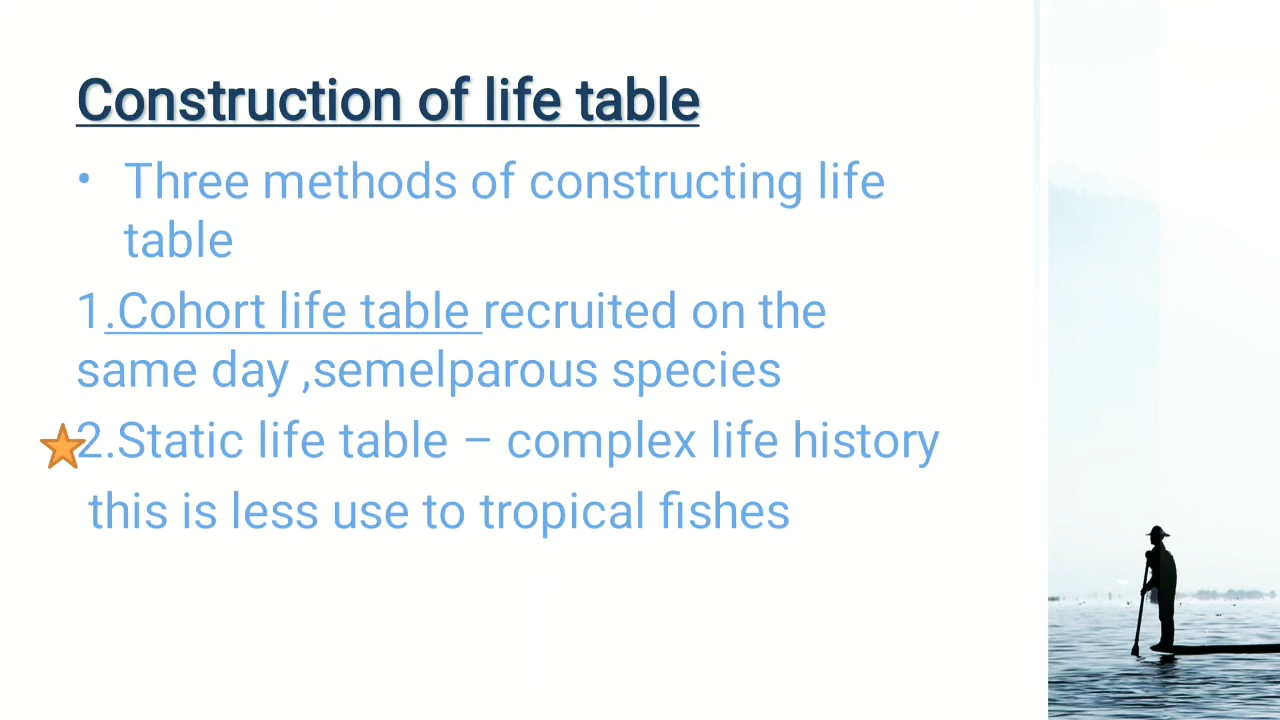 Construction of life table
• Three methods of constructing life
table
1.Cohort life table recruited on the
same day ,semelparous species
2.Static life table – complex life history
this is less use to tropical fishes